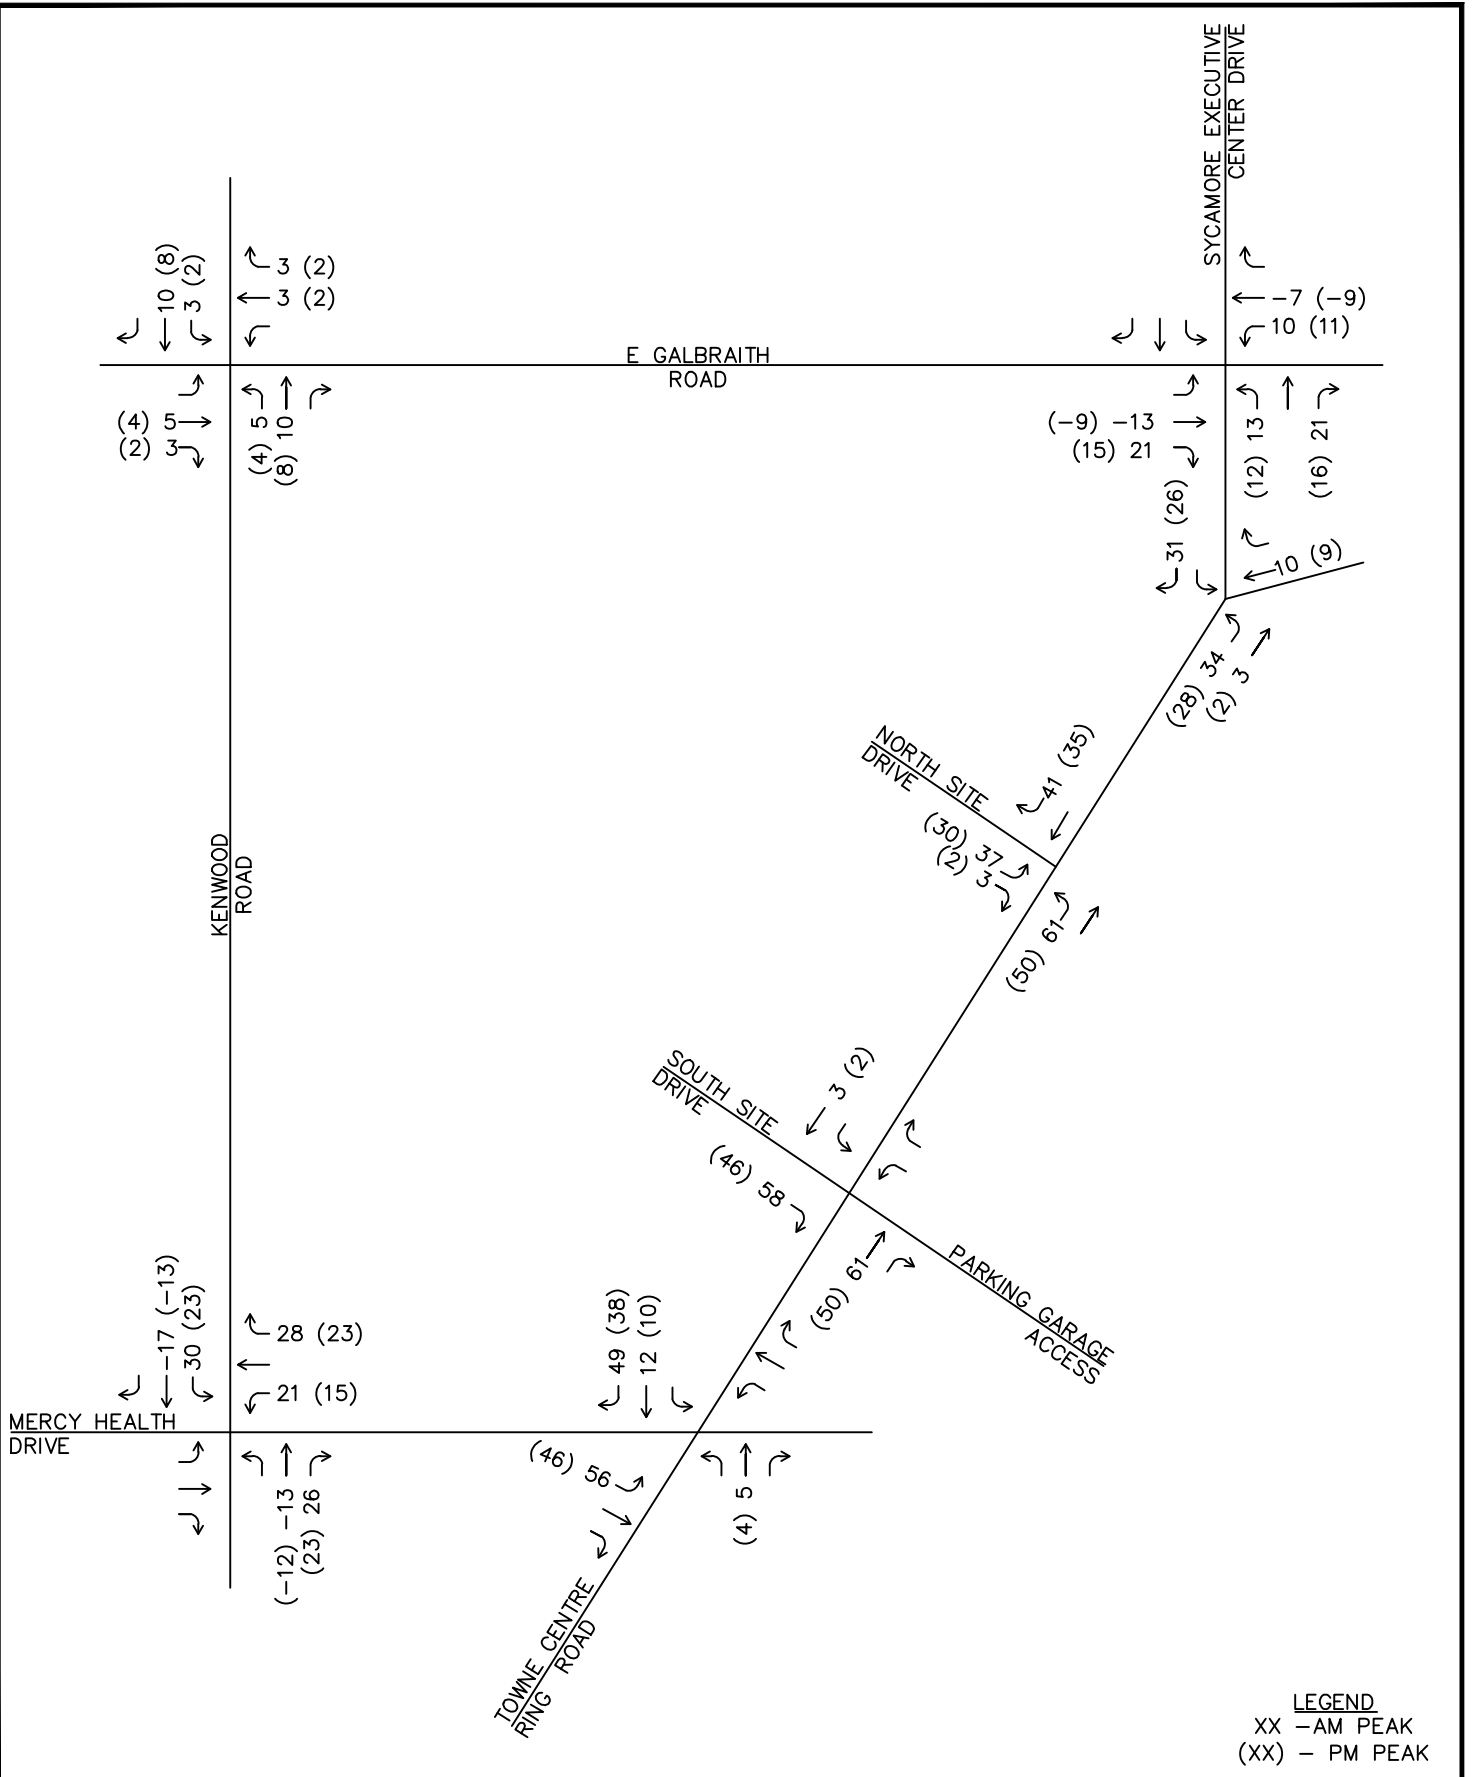 SYCAMORE EXECUTIVE
CENTER DRIVE
10 (8)
3 (2)
3 (2)
3 (2)
-7 (-9)
10 (11)
E GALBRAITH
ROAD
(4) 5
(2) 3
(4) 5
(8) 10
(-9) -13
(15) 21
(12) 13
(16) 21
31 (26)
10 (9)
(28) 34
(2) 3
NORTH SITE
DRIVE
41 (35)
(30) 37
(2) 3
(50) 61
KENWOOD
ROAD
SOUTH SITE
DRIVE
3 (2)
(46) 58
(50) 61
PARKING GARAGE
ACCESS
-17 (-13)
30 (23)
28 (23)
21 (15)
49 (38)
12 (10)
MERCY HEALTH
DRIVE
(-12) -13
(23) 26
(46) 56
(4) 5
TOWNE CENTRE
RING ROAD
LEGEND
XX -AM PEAK
(XX) - PM PEAK